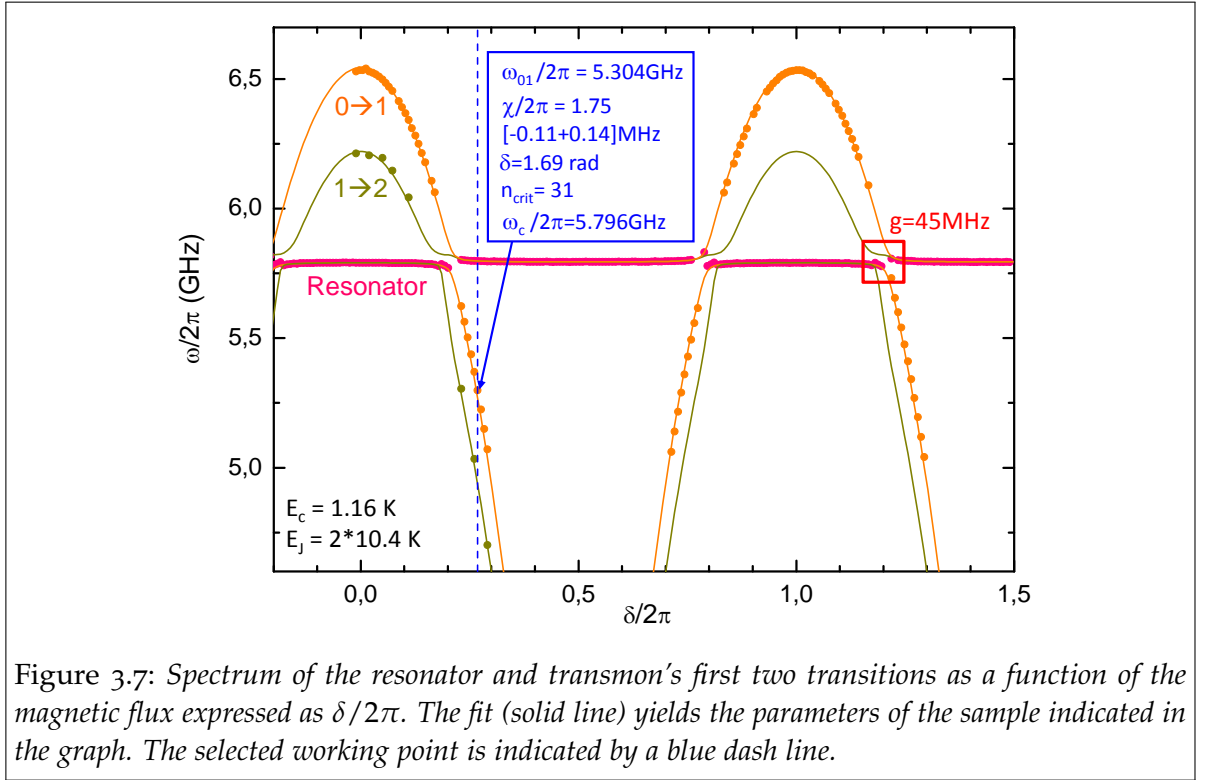 6,5
6,0
5,5
5,0
ω/2π (GHz)
0→1
1→2
Resonator
ω₀₁/2π = 5.304GHz
χ/2π = 1.75
[-0.11+0.14]MHz
δ=1.69 rad
n_crit= 31
ω_c /2π=5.796GHz
g=45MHz
E_c = 1.16 K
E_J = 2*10.4 K
0,0
0,5
1,0
1,5
δ/2π
Figure 3.7: Spectrum of the resonator and transmon's first two transitions as a function of the
magnetic flux expressed as δ/2π. The fit (solid line) yields the parameters of the sample indicated in
the graph. The selected working point is indicated by a blue dash line.